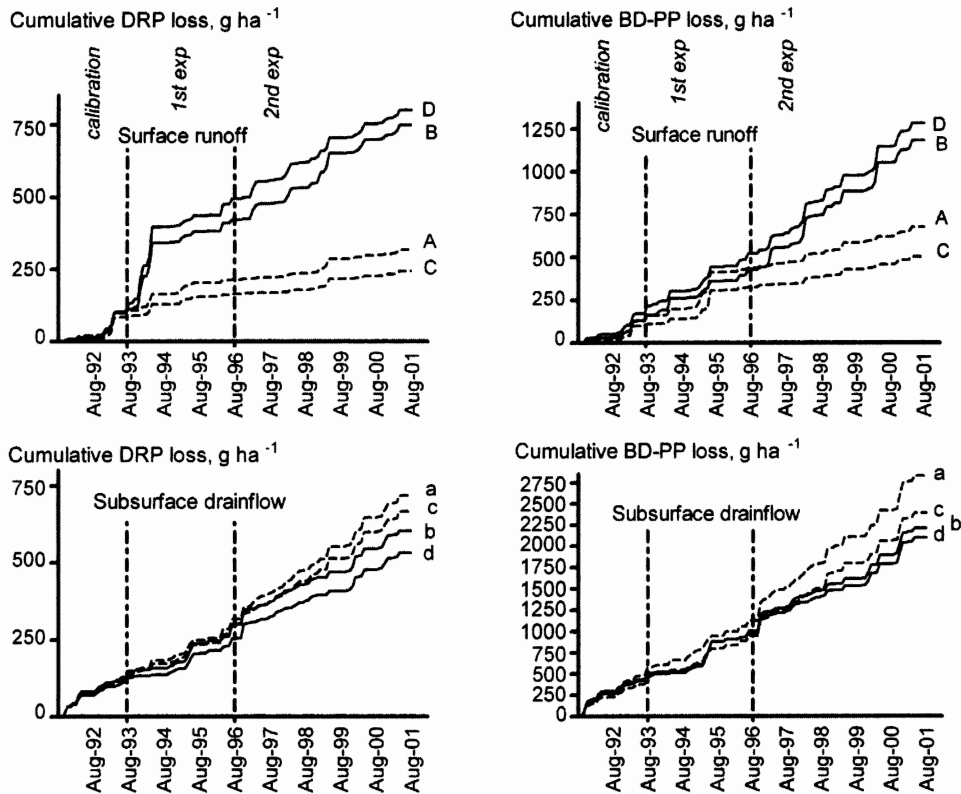 Cumulative DRP loss, g ha -1
calibration
1st exp
2nd exp
Surface runoff
750
500
250
0
D
B
A
C
Aug-92
Aug-93
Aug-94
Aug-95
Aug-96
Aug-97
Aug-98
Aug-99
Aug-00
Aug-01
Cumulative BD-PP loss, g ha -1
calibration
1st exp
2nd exp
Surface runoff
1250
1000
750
500
250
0
D
B
A
C
Aug-92
Aug-93
Aug-94
Aug-95
Aug-96
Aug-97
Aug-98
Aug-99
Aug-00
Aug-01
Cumulative DRP loss, g ha -1
Subsurface drainflow
750
500
250
0
a
c
b
d
Aug-92
Aug-93
Aug-94
Aug-95
Aug-96
Aug-97
Aug-98
Aug-99
Aug-00
Aug-01
Cumulative BD-PP loss, g ha -1
Subsurface drainflow
2750
2500
2250
2000
1750
1500
1250
1000
750
500
250
0
a
c
b
d
Aug-92
Aug-93
Aug-94
Aug-95
Aug-96
Aug-97
Aug-98
Aug-99
Aug-00
Aug-01